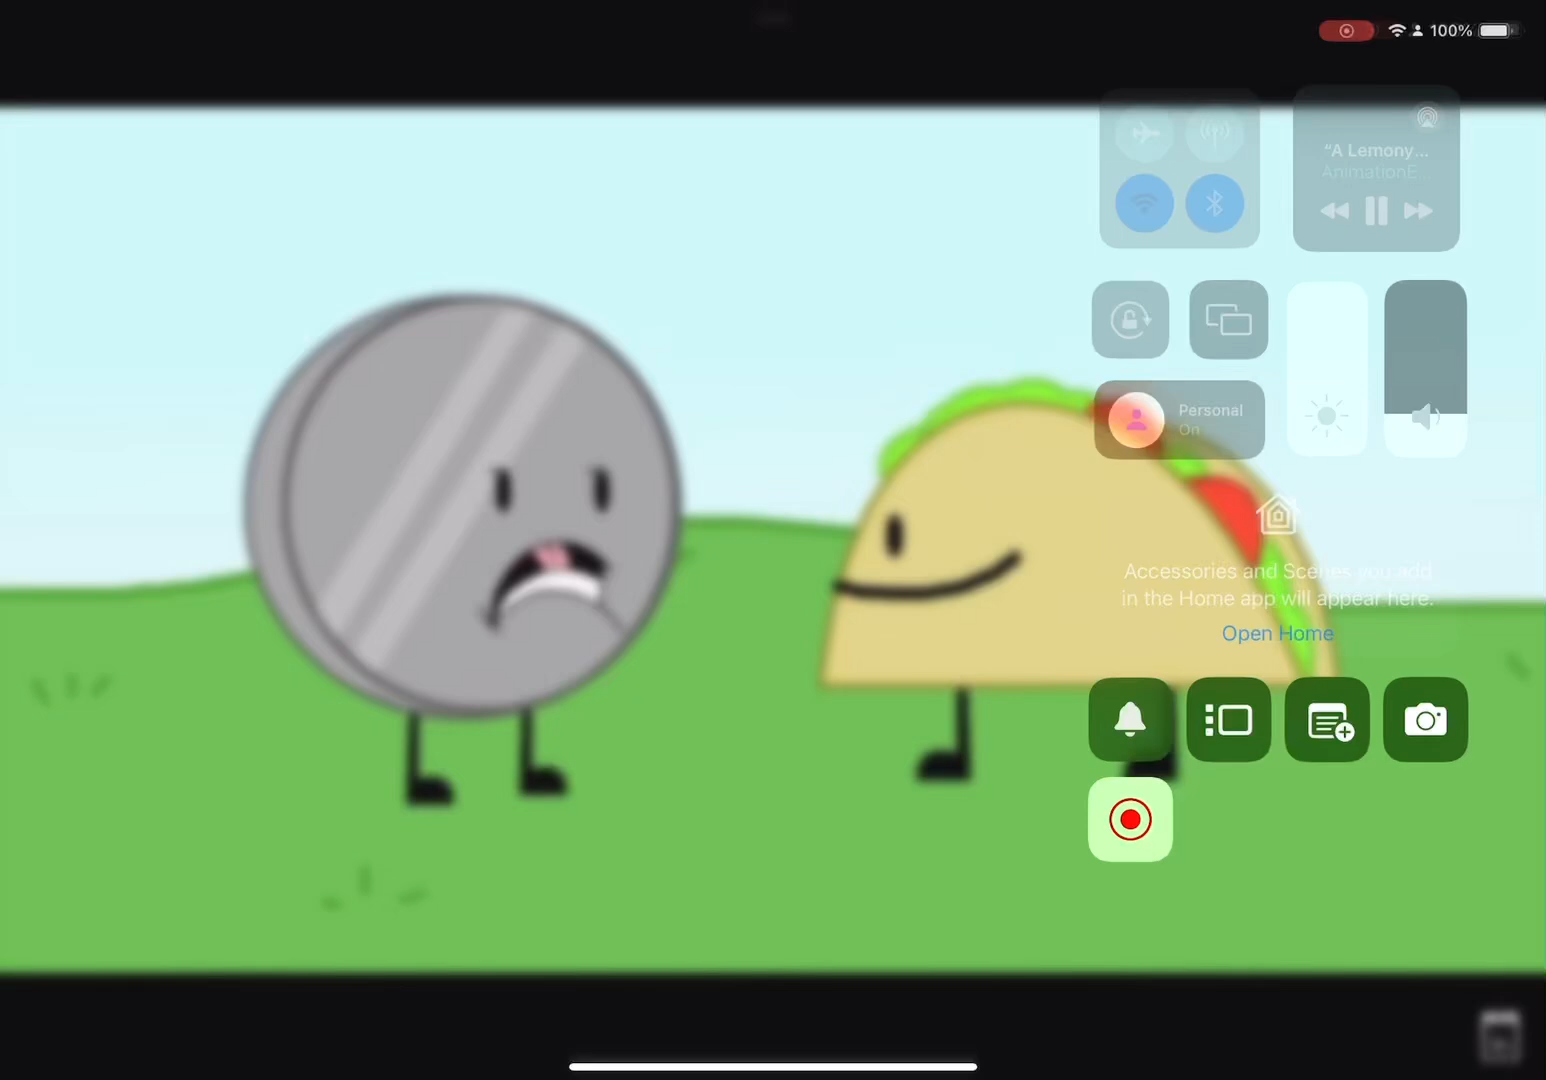 100%
“A Lemony...
AnimationE...
Personal
On
Accessories and Scenes you add
in the Home app will appear here.
Open Home